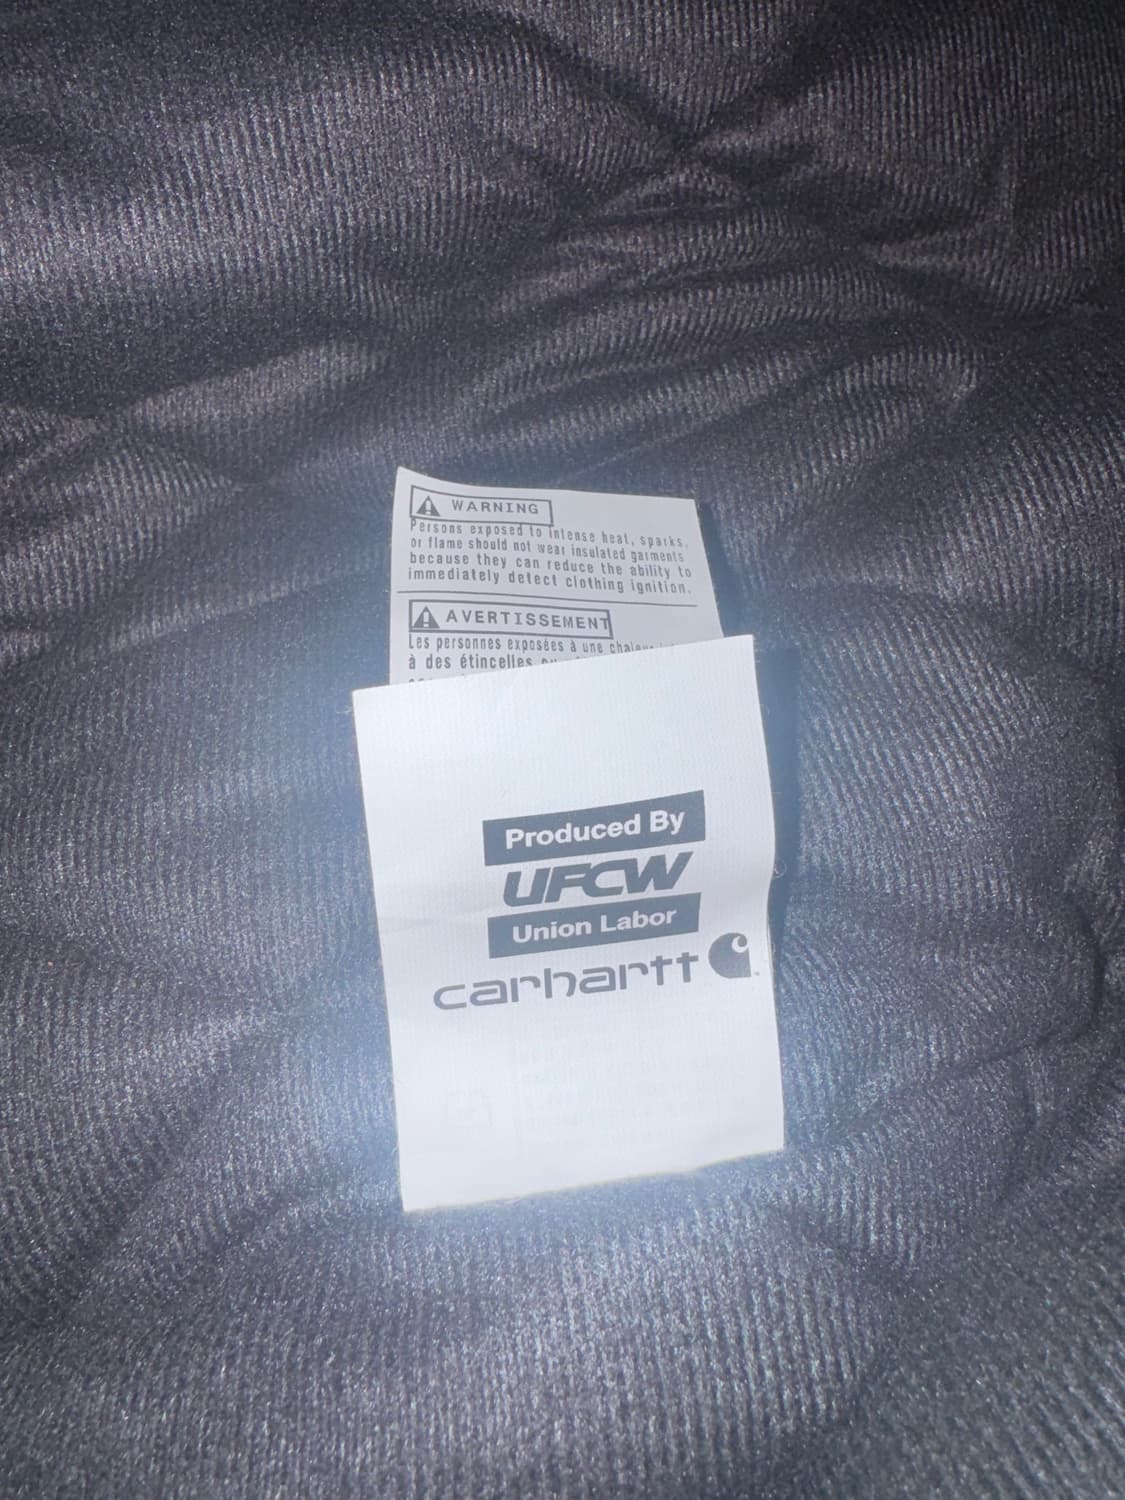 WARNING
Persons exposed to intense heat, sparks,
or flame should not wear insulated garments
because they can reduce the ability to
immediately detect clothing ignition.
AVERTISSEMENT
Les personnes exposées à une
à des étincelles
Produced By
UFCW
Union Labor
carhartt